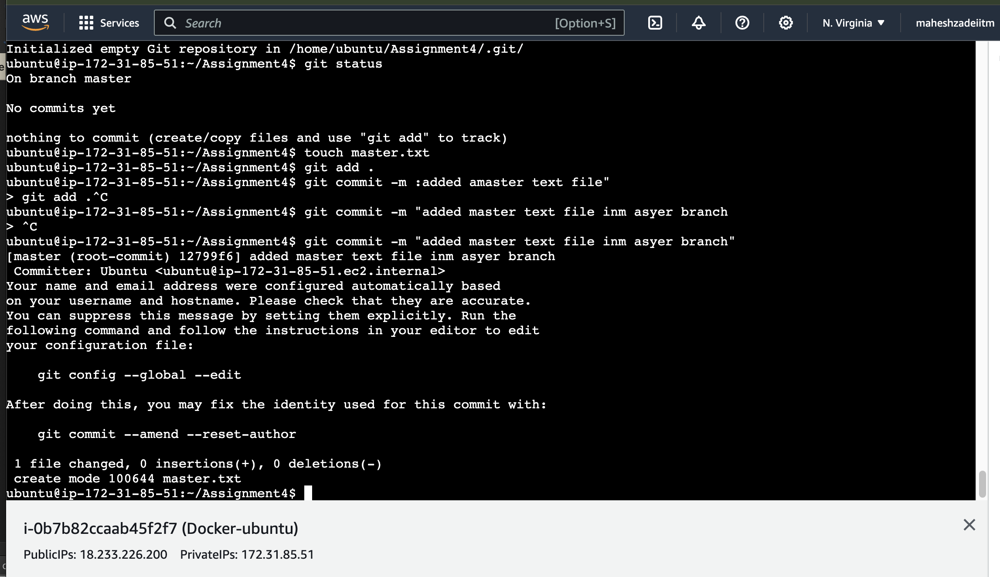 aws Services Search [Option+S] N. Virginia maheshzadeiitm
Initialized empty Git repository in /home/ubuntu/Assignment4/.git/
ubuntu@ip-172-31-85-51:~/Assignment4$ git status
On branch master
No commits yet
nothing to commit (create/copy files and use "git add" to track)
ubuntu@ip-172-31-85-51:~/Assignment4$ touch master.txt
ubuntu@ip-172-31-85-51:~/Assignment4$ git add .
ubuntu@ip-172-31-85-51:~/Assignment4$ git commit -m :added amaster text file"
> git add .^C
ubuntu@ip-172-31-85-51:~/Assignment4$ git commit -m "added master text file inm asyer branch
> ^C
ubuntu@ip-172-31-85-51:~/Assignment4$ git commit -m "added master text file inm asyer branch"
[master (root-commit) 12799f6] added master text file inm asyer branch
Committer: Ubuntu <ubuntu@ip-172-31-85-51.ec2.internal>
Your name and email address were configured automatically based
on your username and hostname. Please check that they are accurate.
You can suppress this message by setting them explicitly. Run the
following command and follow the instructions in your editor to edit
your configuration file:
git config --global --edit
After doing this, you may fix the identity used for this commit with:
git commit --amend --reset-author
1 file changed, 0 insertions(+), 0 deletions(-)
create mode 100644 master.txt
ubuntu@ip-172-31-85-51:~/Assignment4$
i-0b7b82ccaab45f2f7 (Docker-ubuntu)
PublicIPs: 18.233.226.200 PrivateIPs: 172.31.85.51